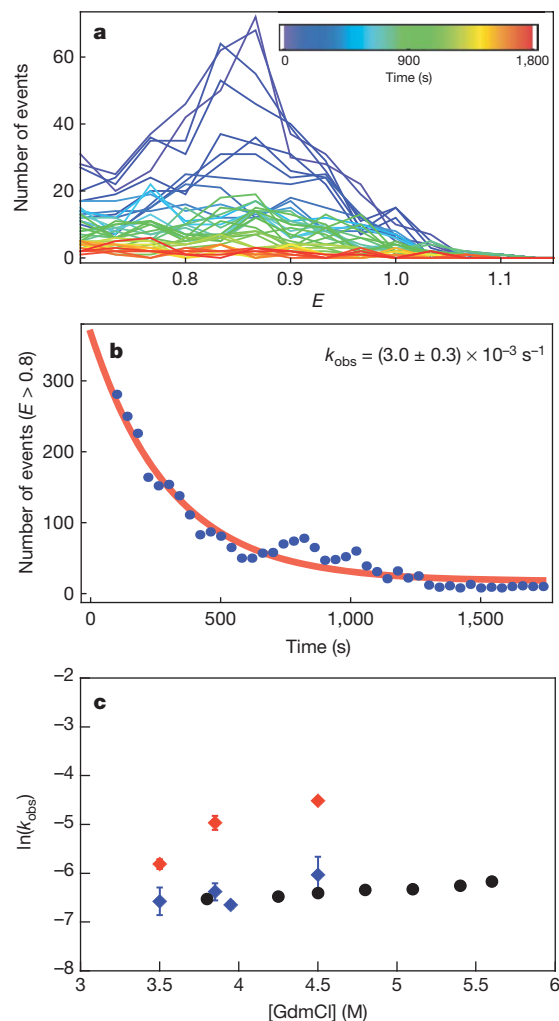 a
Number of events
60
40
20
0
0.8 0.9 1.0 1.1
E
0 900 1,800
Time (s)
b
k_obs = (3.0 ± 0.3) × 10⁻³ s⁻¹
Number of events (E > 0.8)
300
200
100
0
0 500 1,000 1,500
Time (s)
c
ln(k_obs)
−2
−3
−4
−5
−6
−7
−8
3 3.5 4 4.5 5 5.5 6
[GdmCl] (M)